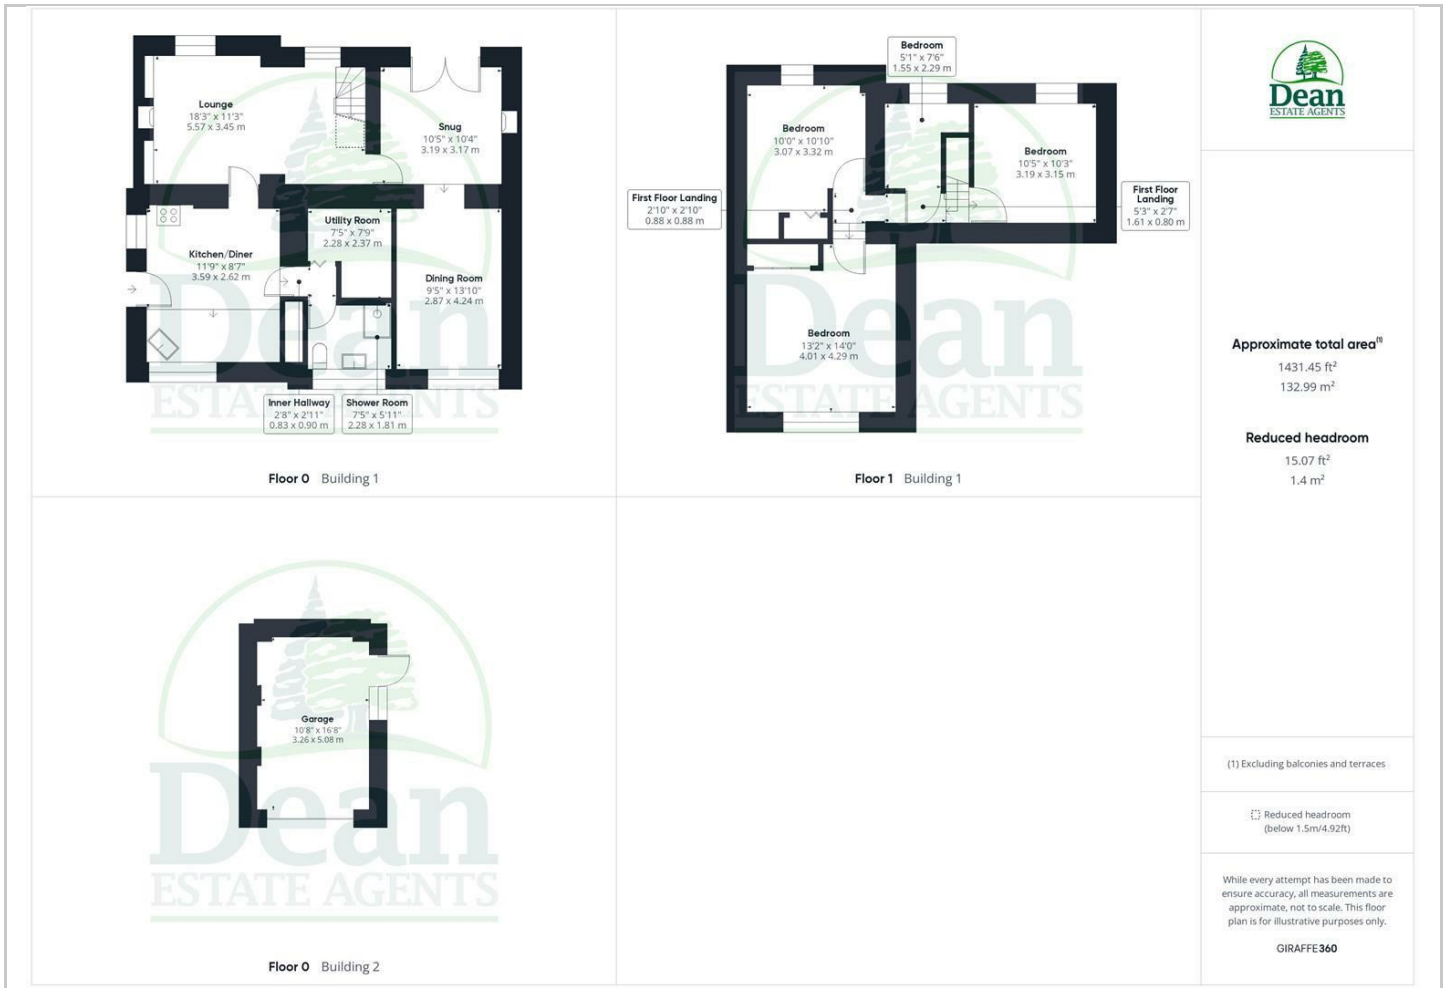 Lounge
18'3" x 11'3"
5.57 x 3.45 m
Snug
10'5" x 10'4"
3.19 x 3.17 m
Utility Room
7'5" x 7'9"
2.28 x 2.37 m
Kitchen/Diner
11'9" x 8'7"
3.59 x 2.62 m
Dining Room
9'5" x 13'10"
2.87 x 4.24 m
Inner Hallway
2'8" x 2'11"
0.83 x 0.90 m
Shower Room
7'5" x 5'11"
2.28 x 1.81 m
Dean
ESTATE AGENTS
Floor 0 Building 1
Bedroom
5'1" x 7'6"
1.55 x 2.29 m
Bedroom
10'0" x 10'10"
3.07 x 3.32 m
Bedroom
10'5" x 10'3"
3.19 x 3.15 m
First Floor Landing
2'10" x 2'10"
0.88 x 0.88 m
First Floor
Landing
5'3" x 2'7"
1.61 x 0.80 m
Bedroom
13'2" x 14'0"
4.01 x 4.29 m
Dean
ESTATE AGENTS
Floor 1 Building 1
Garage
10'8" x 16'8"
3.26 x 5.08 m
Dean
ESTATE AGENTS
Floor 0 Building 2
Dean
ESTATE AGENTS
Approximate total area(1)
1431.45 ft²
132.99 m²
Reduced headroom
15.07 ft²
1.4 m²
(1) Excluding balconies and terraces
Reduced headroom
(below 1.5m/4.92ft)
While every attempt has been made to
ensure accuracy, all measurements are
approximate, not to scale. This floor
plan is for illustrative purposes only.
GIRAFFE360